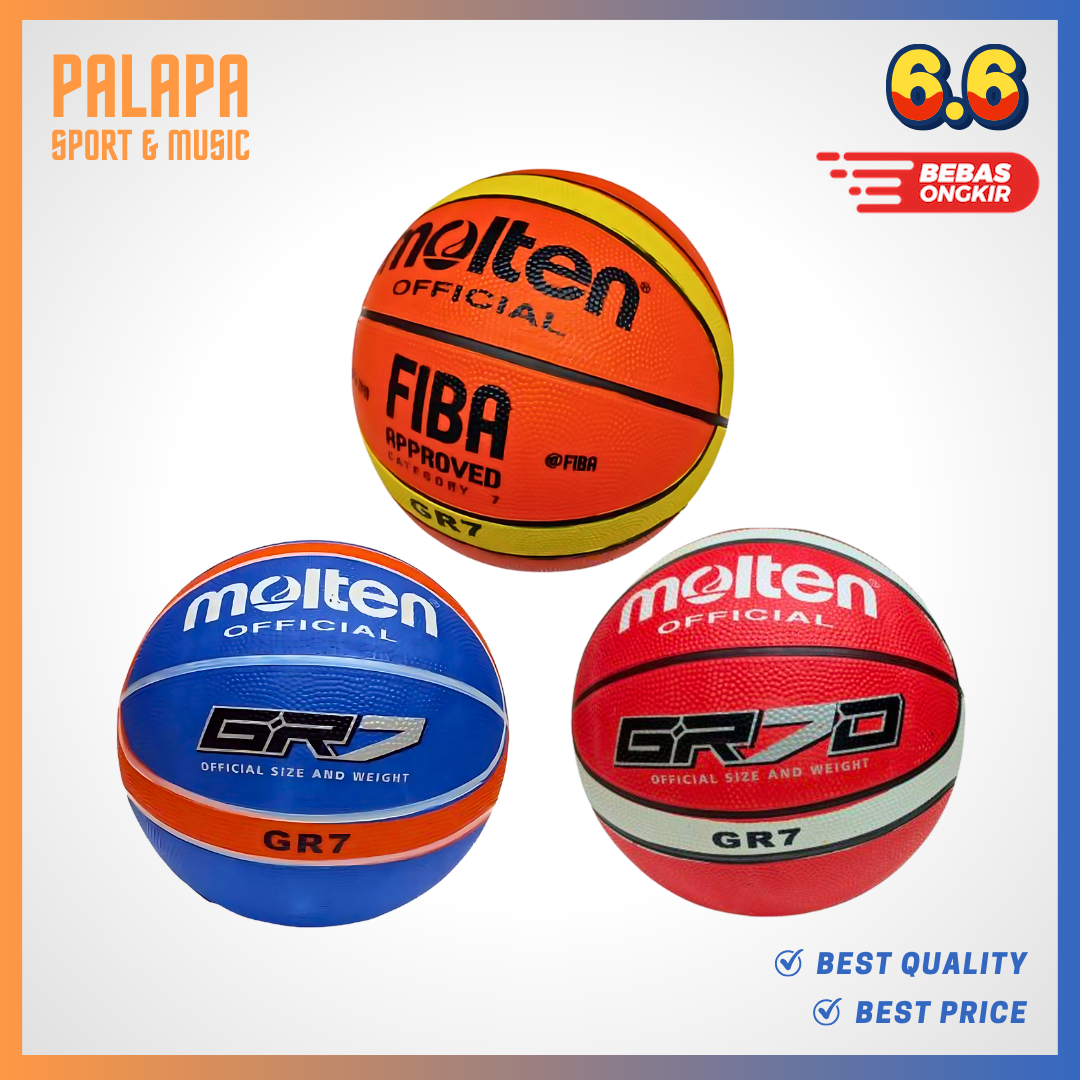 PALAPA
SPORT & MUSIC
6.6
BEBAS
ONGKIR
molten
OFFICIAL
FIBA
APPROVED
CATEGORY 7
@FIBA
GR7
molten
OFFICIAL
GR7
OFFICIAL SIZE AND WEIGHT
GR7
molten
OFFICIAL
GR7D
OFFICIAL SIZE AND WEIGHT
GR7
BEST QUALITY
BEST PRICE